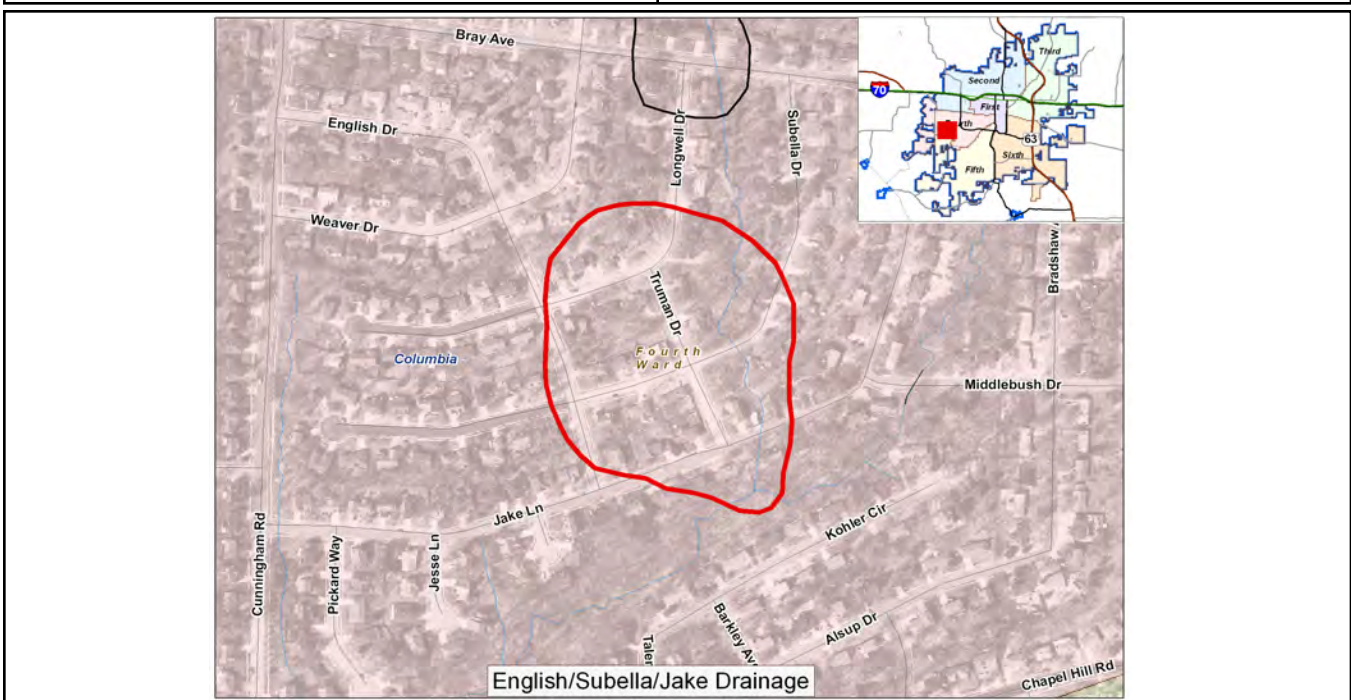 Bray Ave
English Dr
Longwell Dr
Subella Dr
Weaver Dr
Truman Dr
Columbia
Fourth
Ward
Middlebush Dr
Jake Ln
Kohler Cir
Cunningham Rd
Pickard Way
Jesse Ln
Barkley Ave
Alsup Dr
Chapel Hill Rd
English/Subella/Jake Drainage
Third
Second
70
First
63
Sixth
Fifth